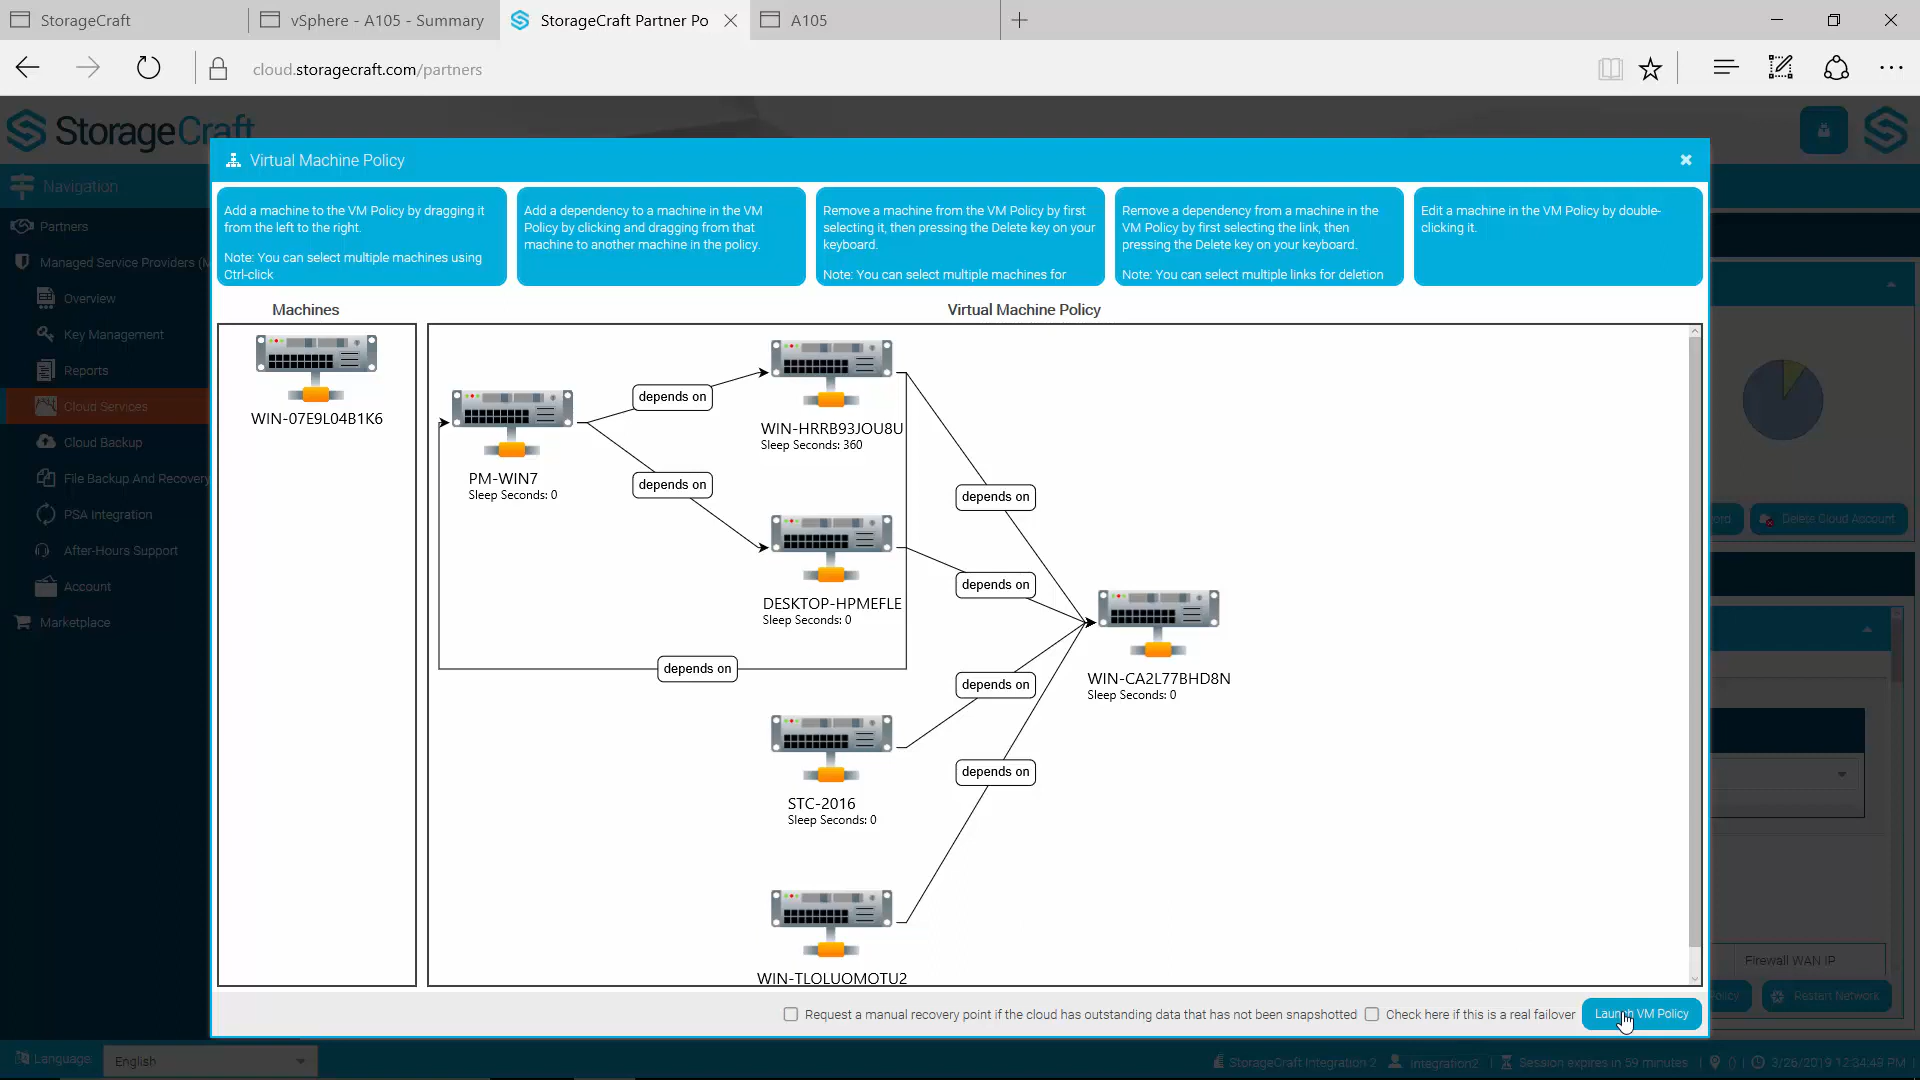 StorageCraft
vSphere - A105 - Summary
StorageCraft Partner Po
A105
cloud.storagecraft.com/partners
StorageCraft
Virtual Machine Policy
Navigation
Partners
Managed Service Providers (M
Overview
Key Management
Reports
Cloud Services
Cloud Backup
File Backup And Recovery
PSA Integration
After-Hours Support
Account
Marketplace
Add a machine to the VM Policy by dragging it
from the left to the right.
Note: You can select multiple machines using
Ctrl-click
Add a dependency to a machine in the VM
Policy by clicking and dragging from that
machine to another machine in the policy.
Remove a machine from the VM Policy by first
selecting it, then pressing the Delete key on your
keyboard.
Note: You can select multiple machines for
Remove a dependency from a machine in the
VM Policy by first selecting the link, then
pressing the Delete key on your keyboard.
Note: You can select multiple links for deletion
Edit a machine in the VM Policy by double-
clicking it.
Machines
Virtual Machine Policy
WIN-07E9L04B1K6
PM-WIN7
Sleep Seconds: 0
depends on
depends on
WIN-HRRB93JOU8U
Sleep Seconds: 360
DESKTOP-HPMEFLE
Sleep Seconds: 0
depends on
depends on
depends on
depends on
depends on
WIN-CA2L77BHD8N
Sleep Seconds: 0
STC-2016
Sleep Seconds: 0
WIN-TLOLUOMOTU2
Delete Cloud Account
Firewall WAN IP
Policy
Restart Network
Request a manual recovery point if the cloud has outstanding data that has not been snapshotted
Check here if this is a real failover
Launch VM Policy
Language:
English
StorageCraft Integration 2
integration2
Session expires in 59 minutes
3/26/2019 12:34:49 PM